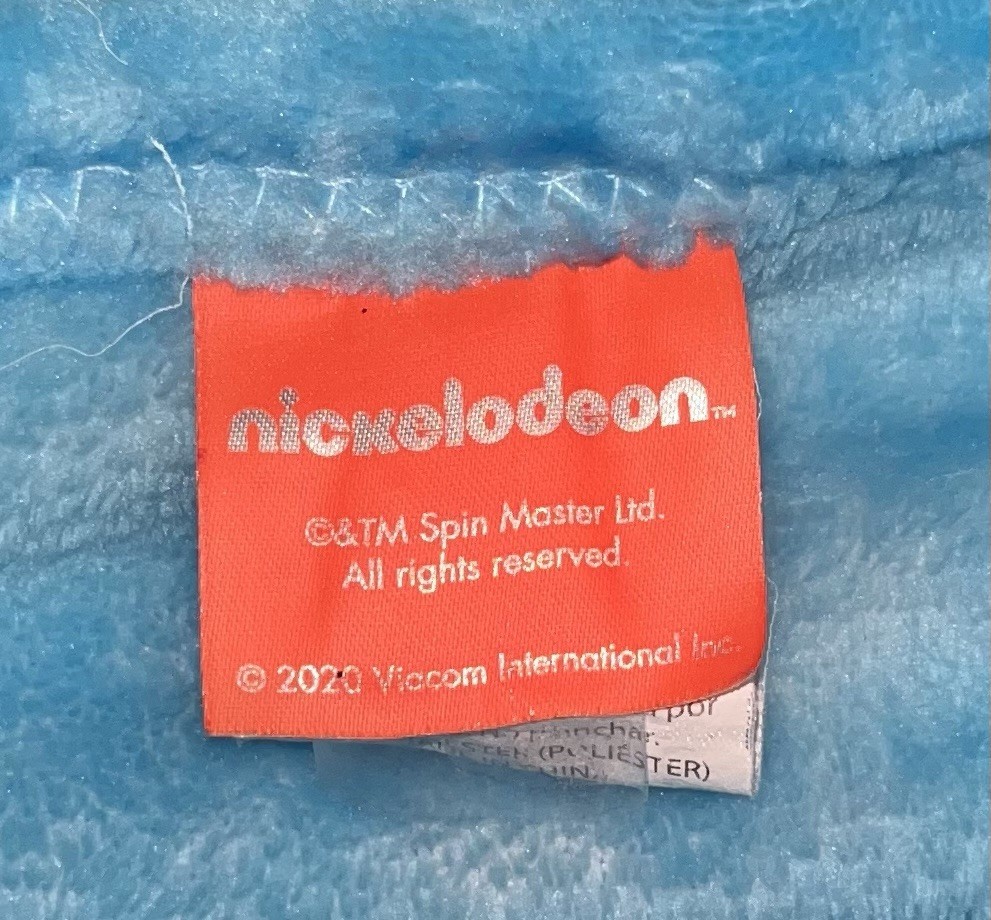 nickelodeon™
©&TM Spin Master Ltd.
All rights reserved.
© 2020 Viacom International Inc.
por
(POLIÉSTER)